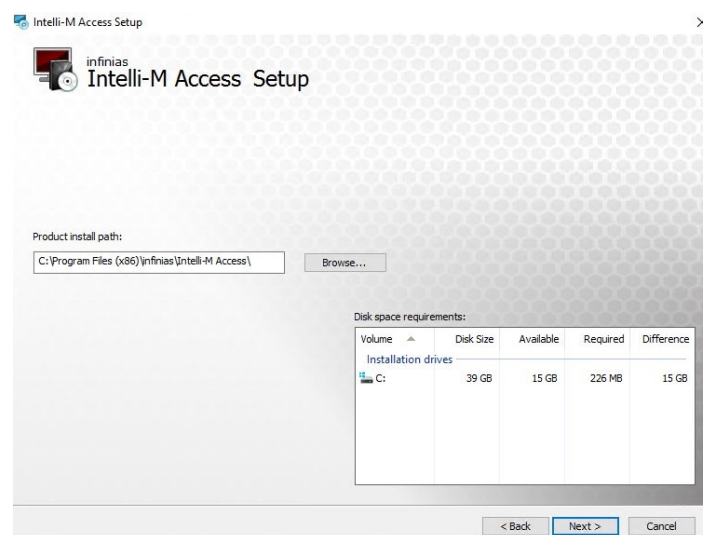 Intelli-M Access Setup
infinias
Intelli-M Access Setup
Product install path:
C:\Program Files (x86)\infinias\Intelli-M Access\
Browse...
Disk space requirements:
Volume Disk Size Available Required Difference
Installation drives
C: 39 GB 15 GB 226 MB 15 GB
< Back Next > Cancel